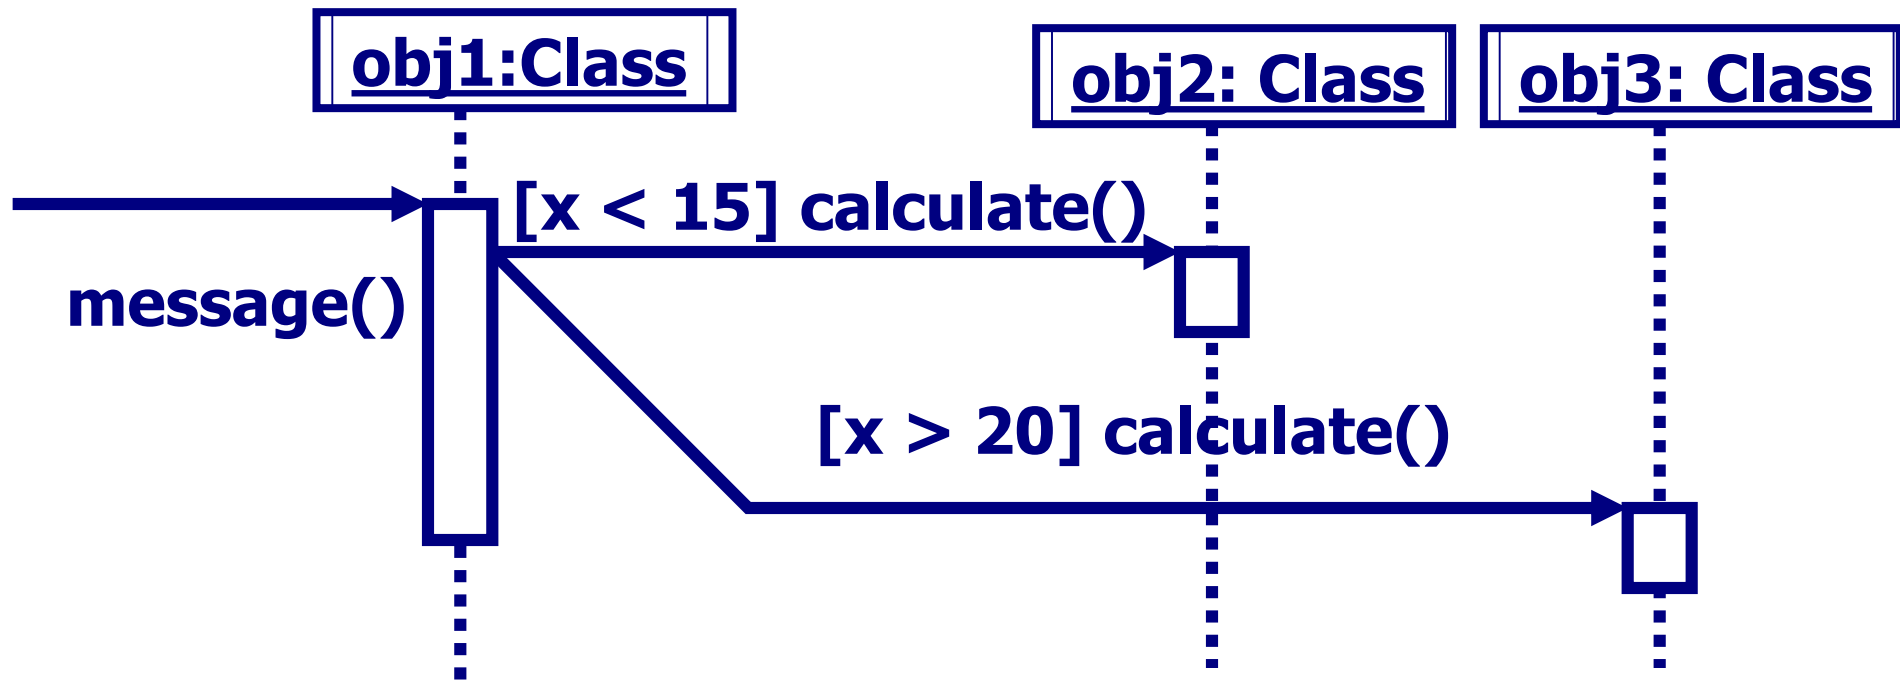 obj1:Class
obj2: Class
obj3: Class
[x < 15] calculate()
message()
[x > 20] calculate()